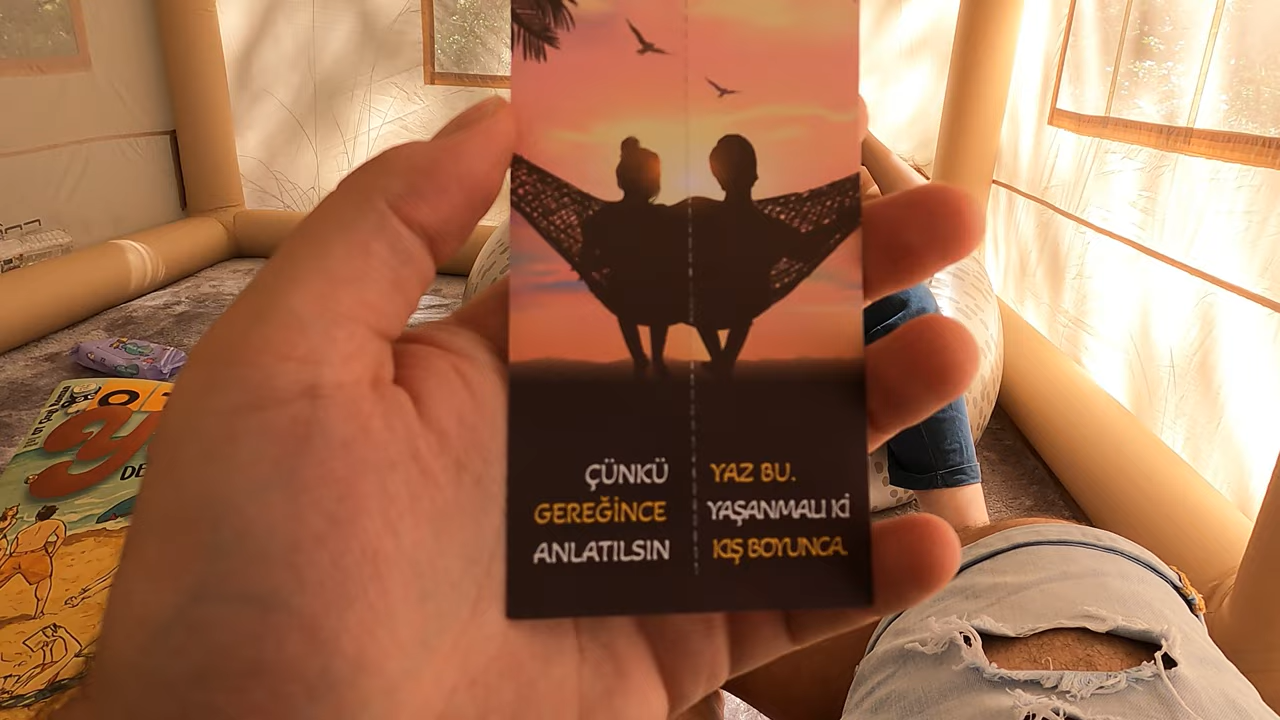 ÇÜNKÜ
GEREĞİNCE
ANLATILSIN
YAZ BU.
YAŞANMALI Kİ
KIŞ BOYUNCA.